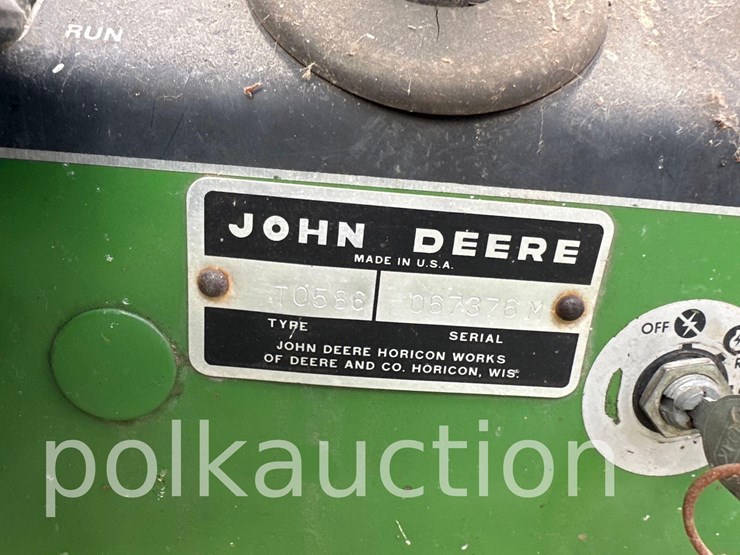 RUN
JOHN DEERE
MADE IN U.S.A.
TO586 067376M
TYPE SERIAL
JOHN DEERE HORICON WORKS
OF DEERE AND CO. HORICON, WIS.
OFF
polkauction